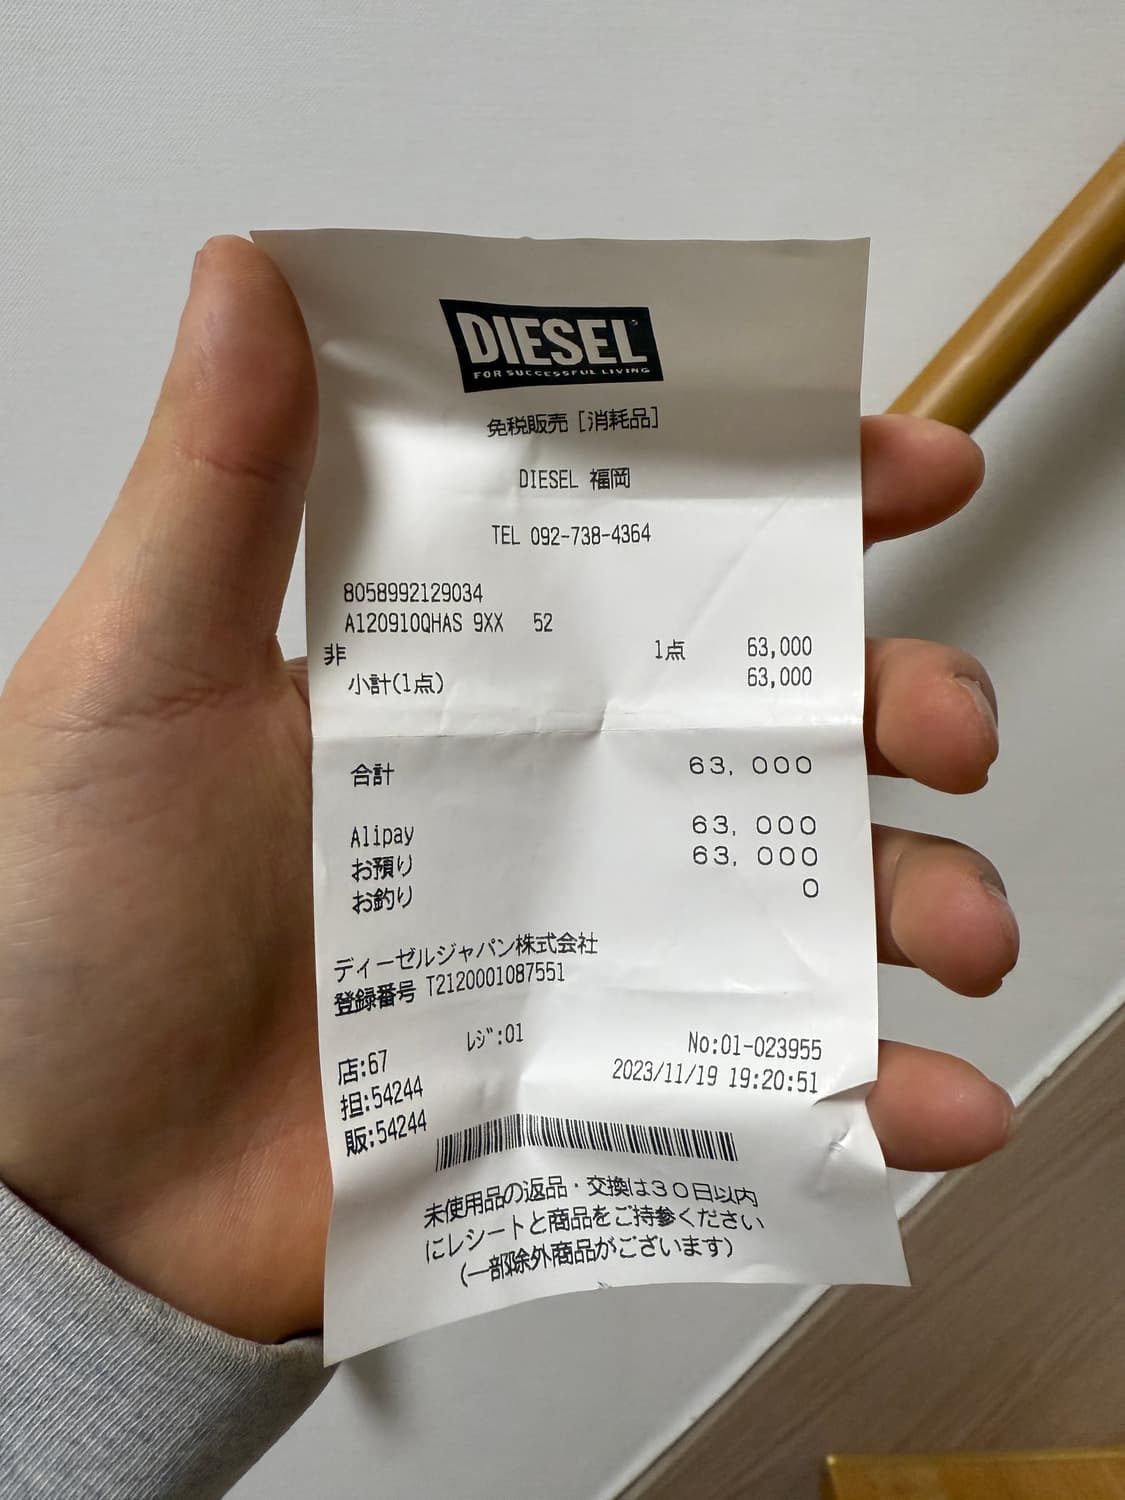 DIESEL
FOR SUCCESSFUL LIVING
免税販売 [消耗品]
DIESEL 福岡
TEL 092-738-4364
8058992129034
A120910QHAS 9XX 52
非 1点 63,000
小計(1点) 63,000
合計 63,000
Alipay 63,000
お預り 63,000
お釣り 0
ディーゼルジャパン株式会社
登録番号 T2120001087551
ﾚｼﾞ:01 No:01-023955
店:67 2023/11/19 19:20:51
担:54244
販:54244
未使用品の返品・交換は30日以内
にレシートと商品をご持参ください
(一部除外商品がございます)